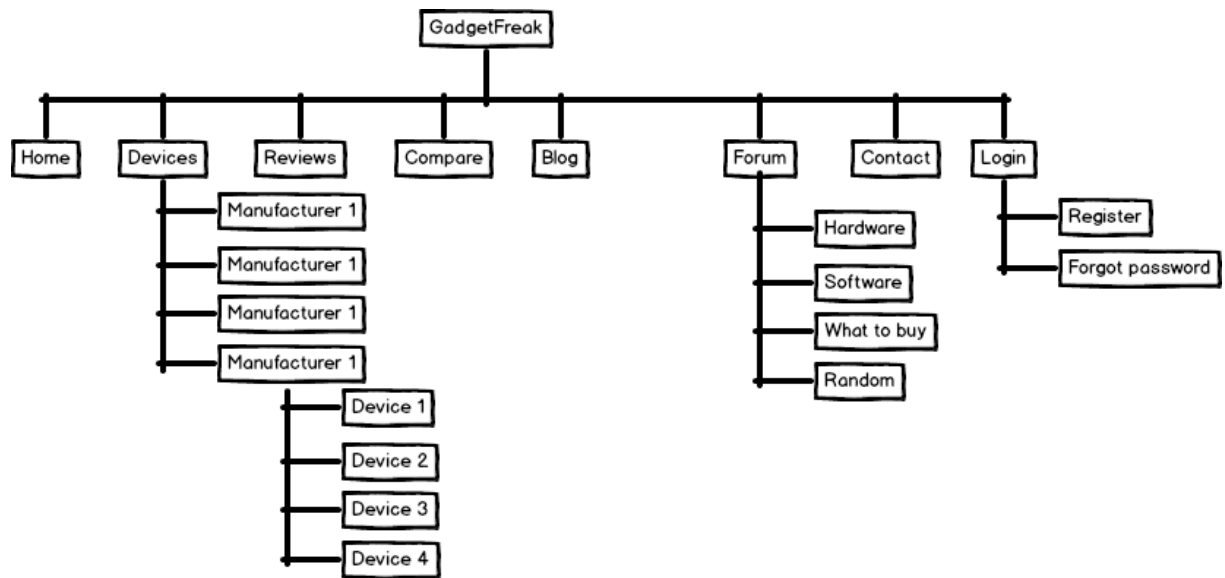 GadgetFreak
Home
Devices
Reviews
Compare
Blog
Forum
Contact
Login
Manufacturer 1
Manufacturer 1
Manufacturer 1
Manufacturer 1
Device 1
Device 2
Device 3
Device 4
Hardware
Software
What to buy
Random
Register
Forgot password